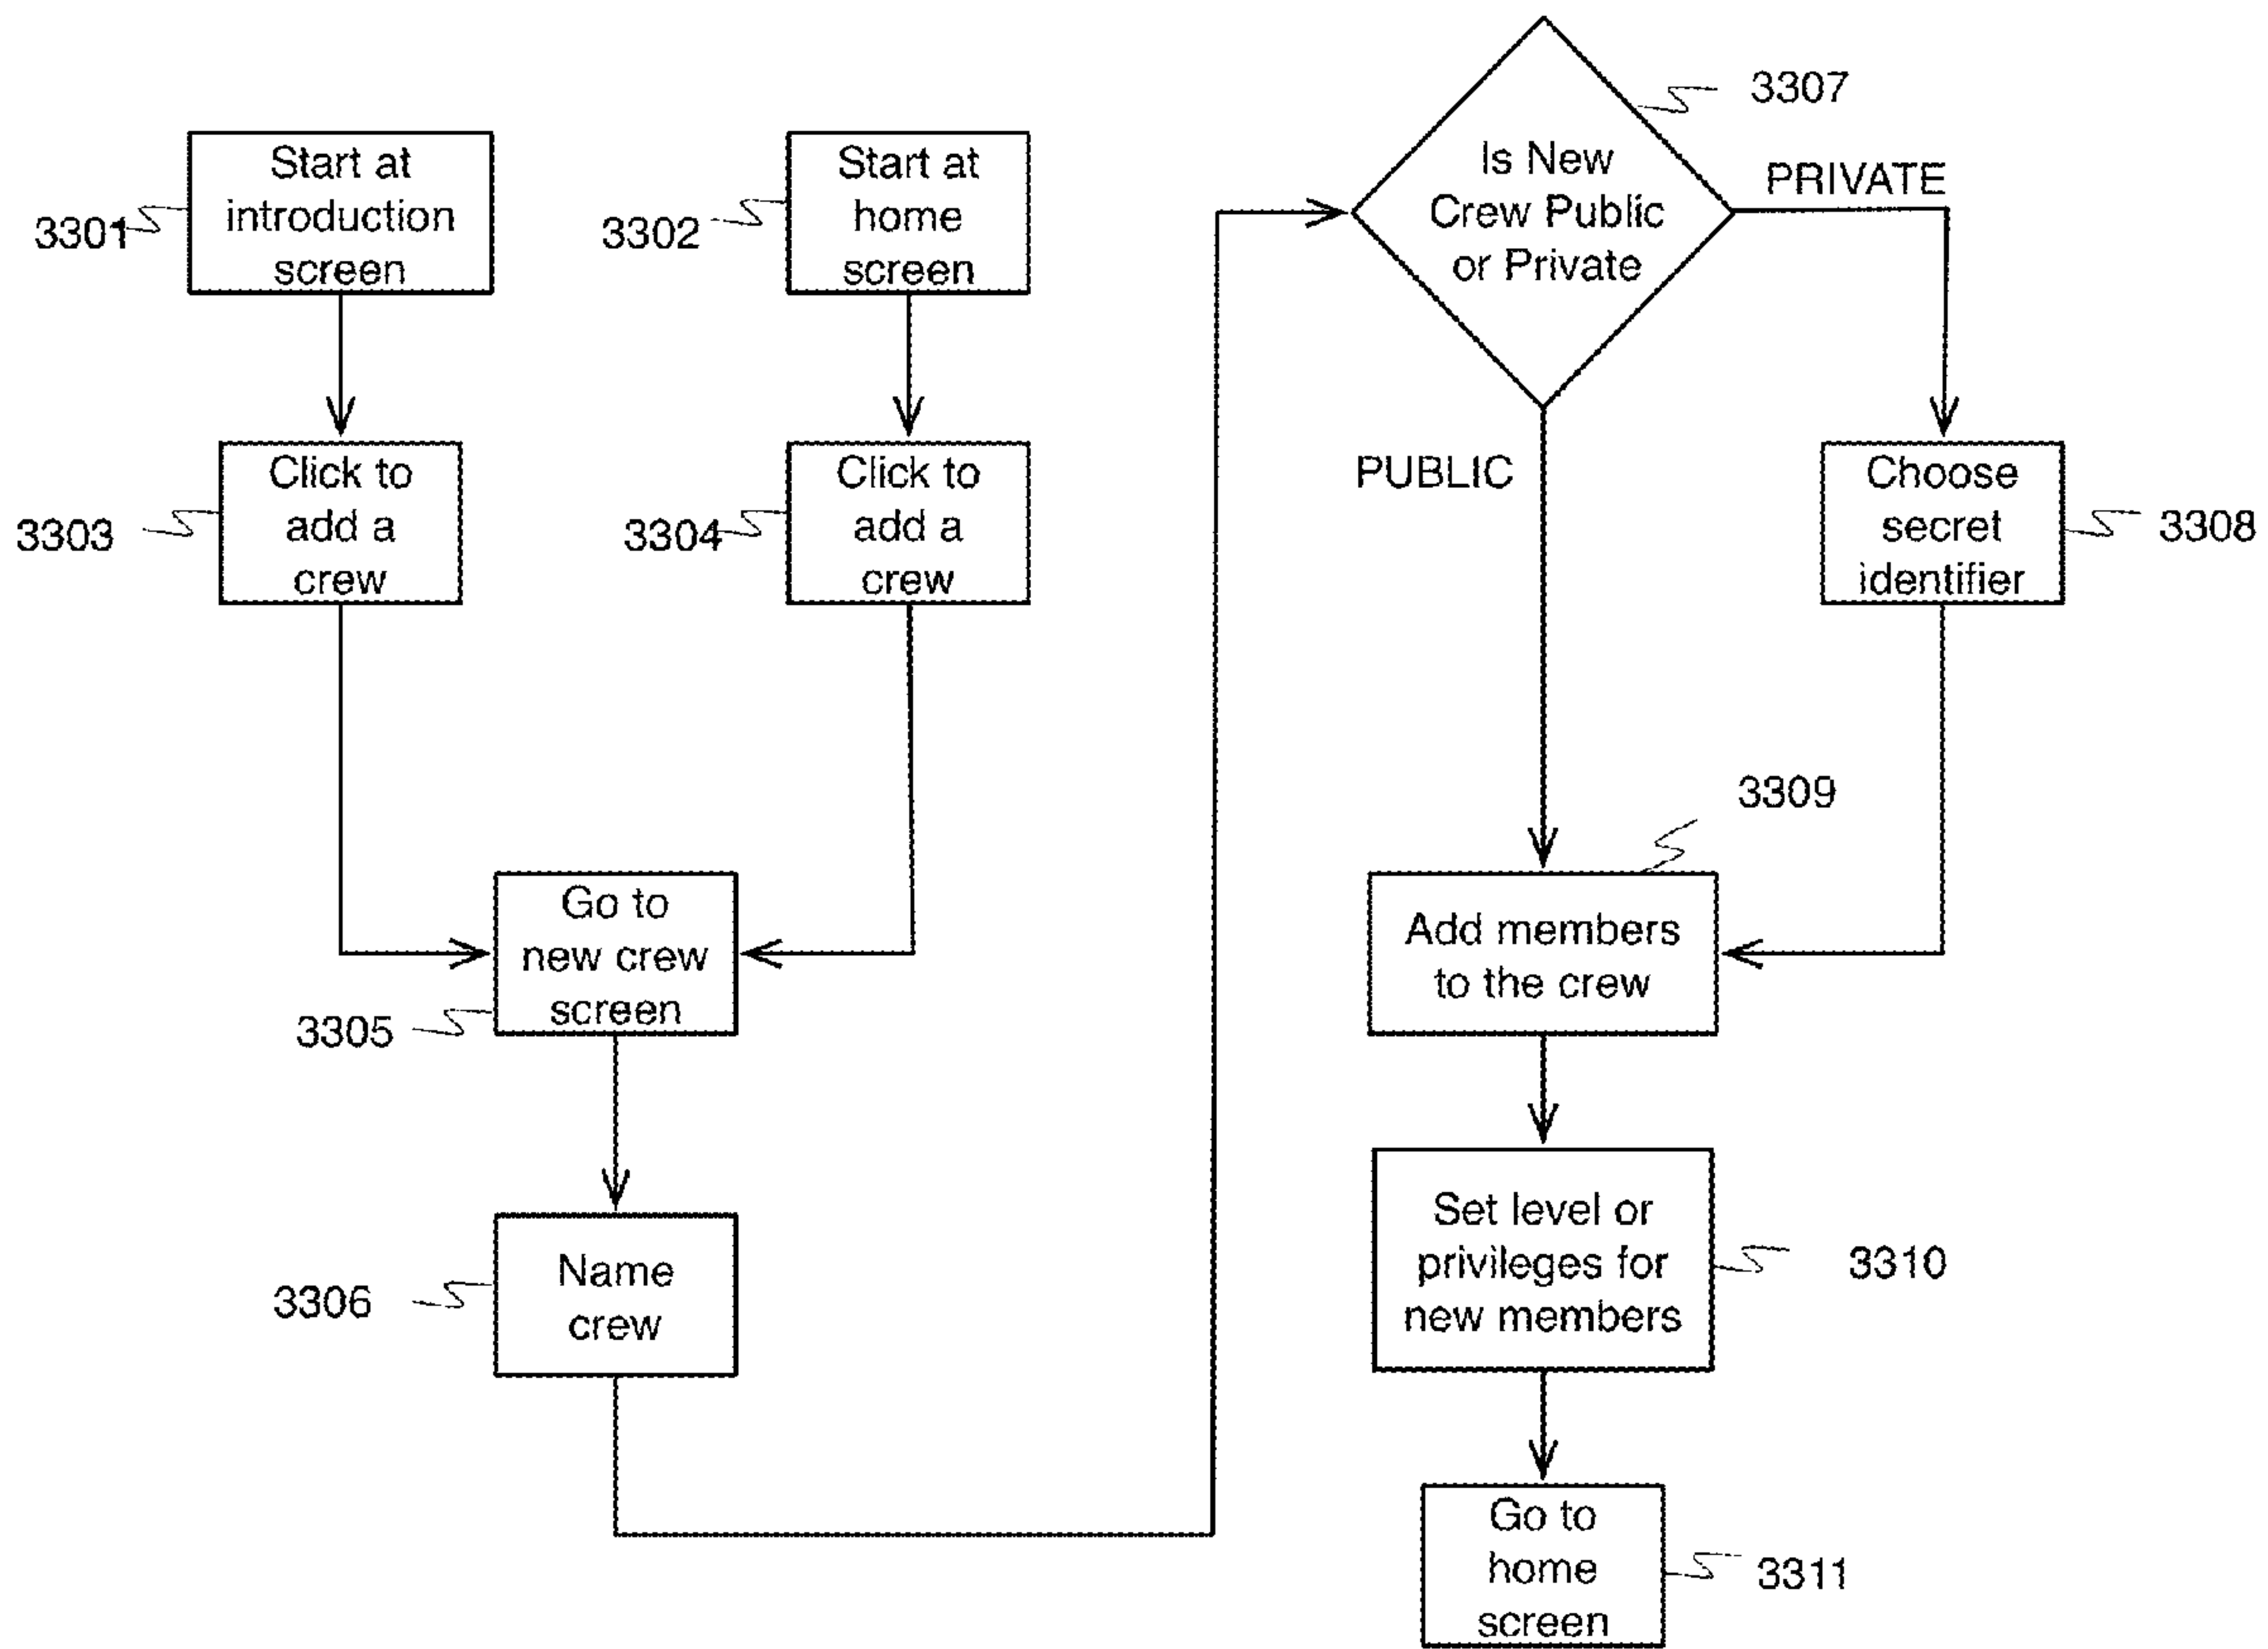 Start at
introduction
screen
3301
Start at
home
screen
3302
Click to
add a
crew
3303
Click to
add a
crew
3304
Go to
new crew
screen
3305
Name
crew
3306
Is New
Crew Public
or Private
3307
PRIVATE
PUBLIC
Choose
secret
identifier
3308
3309
Add members
to the crew
Set level or
privileges for
new members
3310
Go to
home
screen
3311